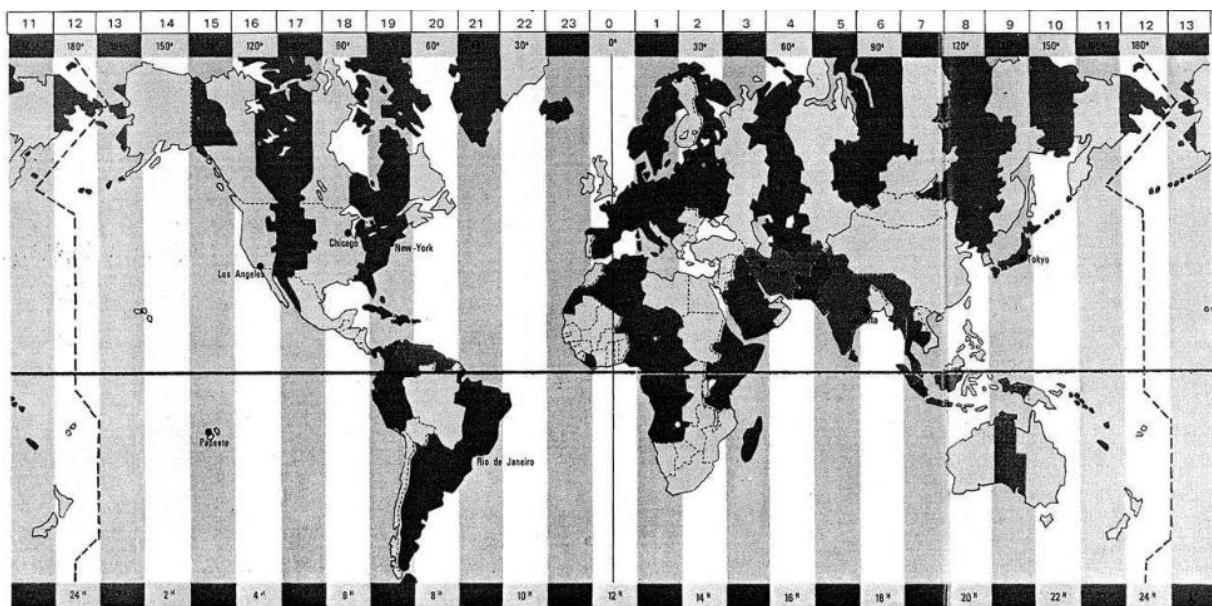 11 12 13 14 15 16 17 18 19 20 21 22 23 0 1 2 3 4 5 6 7 8 9 10 11 12 13
180° 150° 120° 90° 60° 30° 0° 30° 60° 90° 120° 150° 180°
Chicago
New-York
Los Angeles
Tokyo
Papeete
Rio de Janeiro
24 H 2 H 4 H 6 H 8 H 10 H 12 H 14 H 16 H 18 H 20 H 22 H 24 H